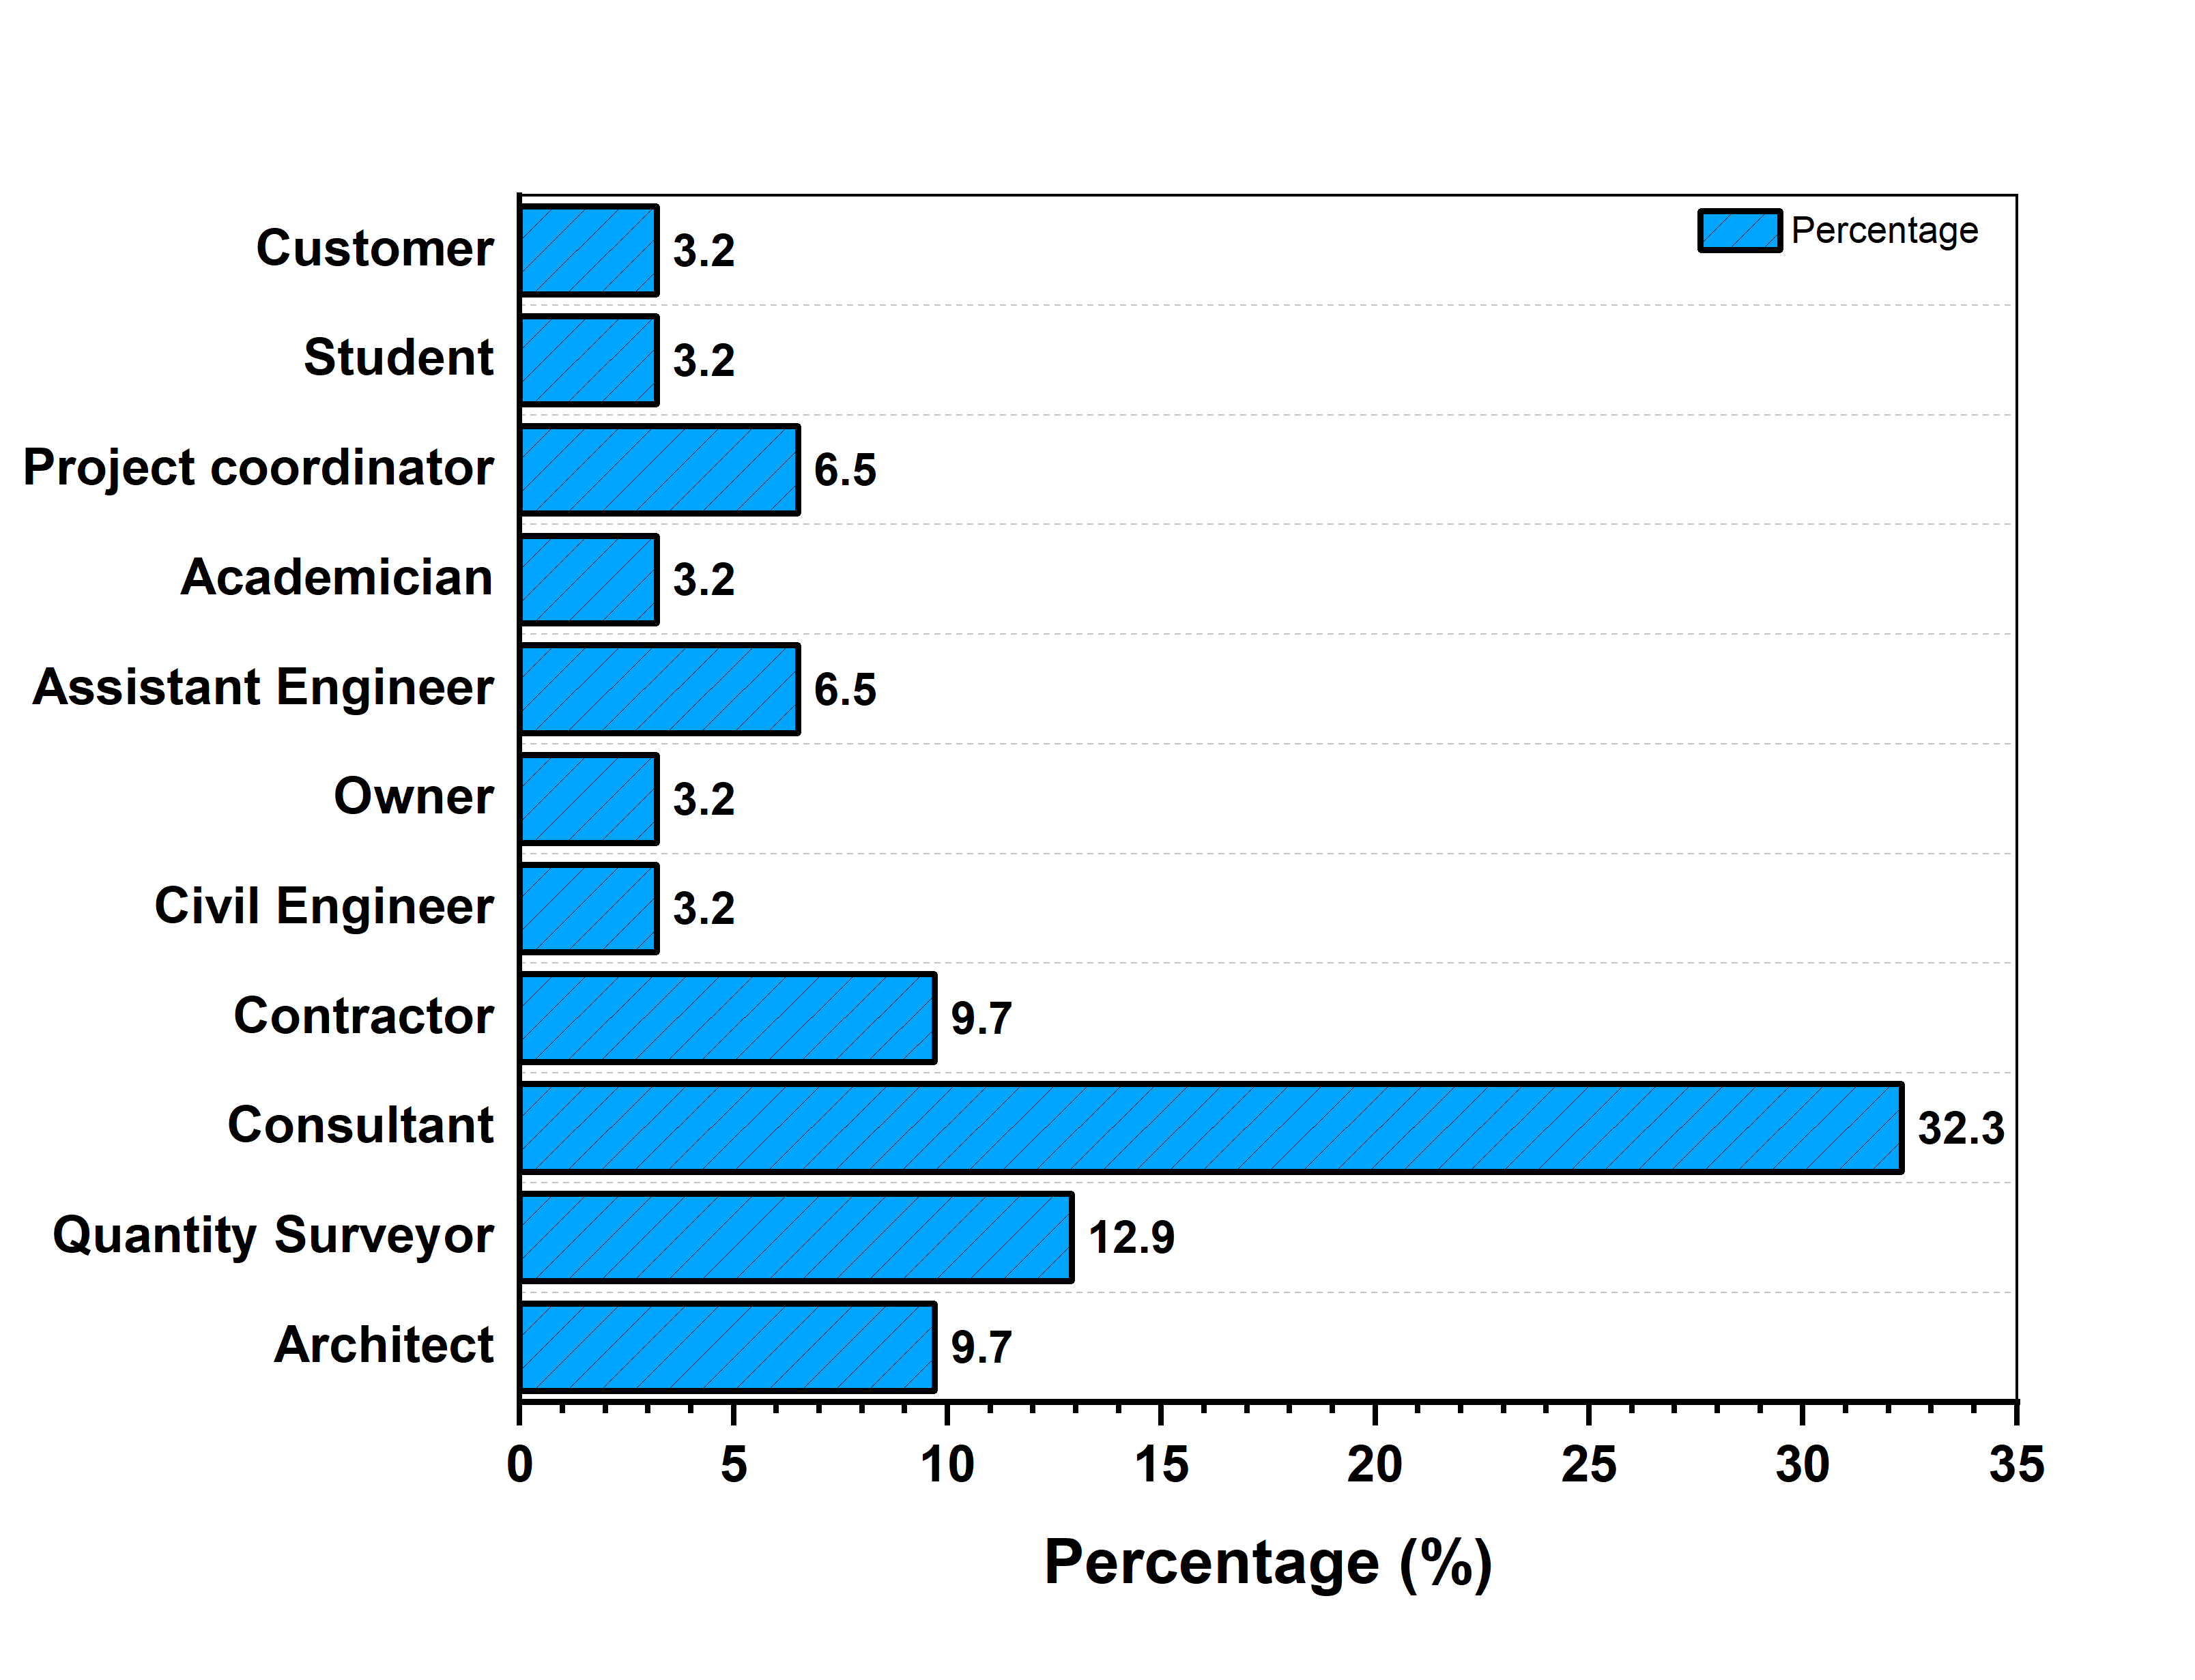 Percentage
Customer 3.2
Student 3.2
Project coordinator 6.5
Academician 3.2
Assistant Engineer 6.5
Owner 3.2
Civil Engineer 3.2
Contractor 9.7
Consultant 32.3
Quantity Surveyor 12.9
Architect 9.7
0 5 10 15 20 25 30 35
Percentage (%)